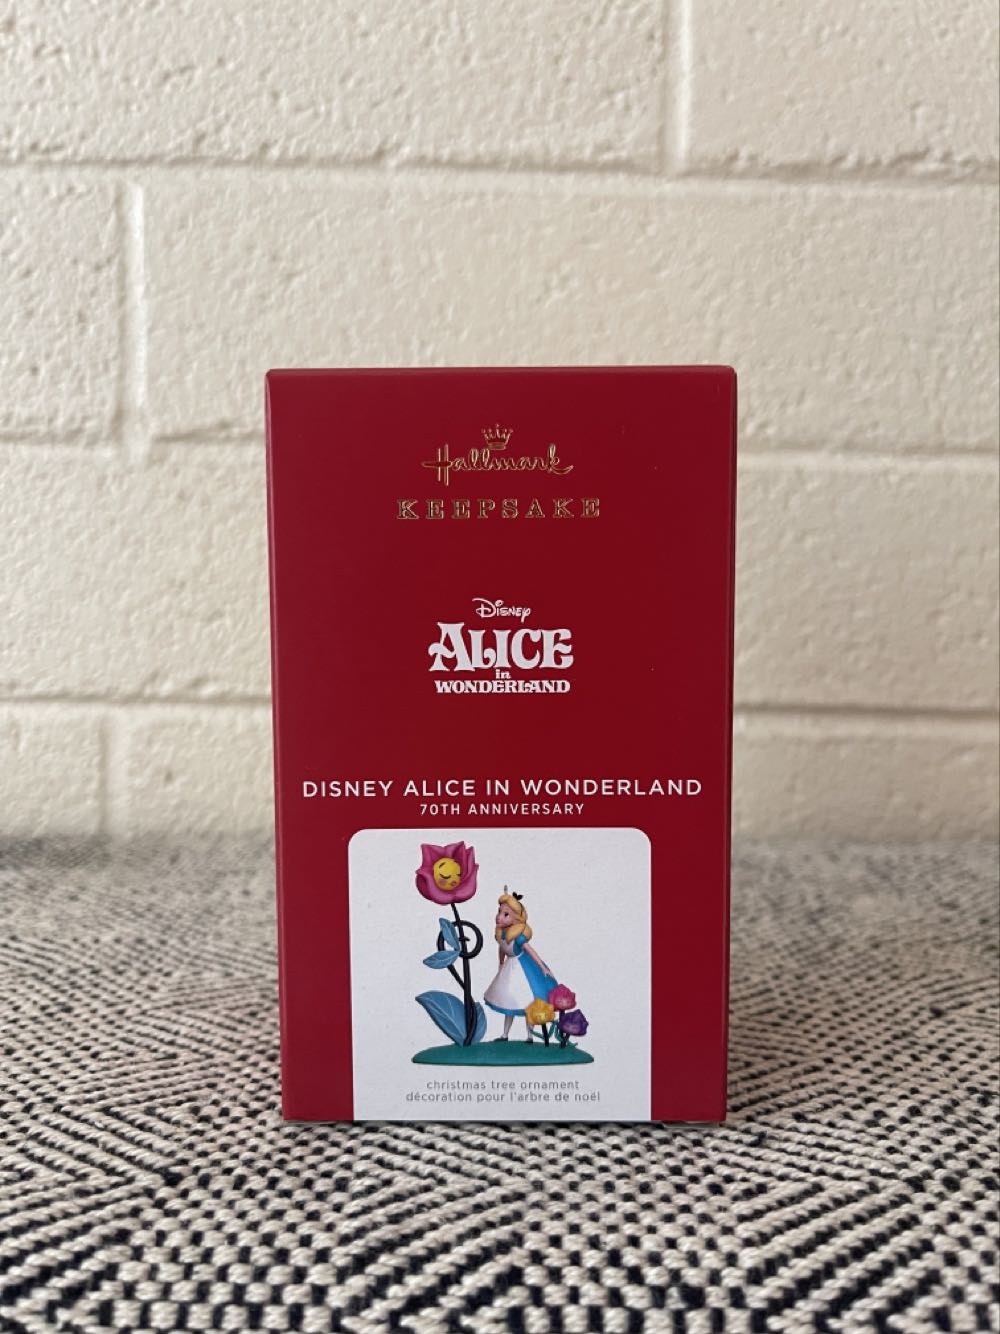 Hallmark
KEEPSAKE
Disney
ALICE
in
WONDERLAND
DISNEY ALICE IN WONDERLAND
70TH ANNIVERSARY
christmas tree ornament
décoration pour l'arbre de noël